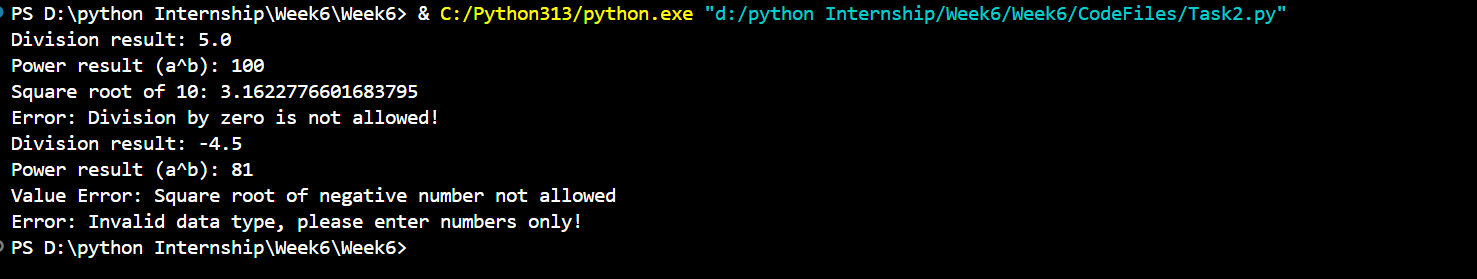 PS D:\python Internship\Week6\Week6> & C:/Python313/python.exe "d:/python Internship/Week6/Week6/CodeFiles/Task2.py"
Division result: 5.0
Power result (a^b): 100
Square root of 10: 3.1622776601683795
Error: Division by zero is not allowed!
Division result: -4.5
Power result (a^b): 81
Value Error: Square root of negative number not allowed
Error: Invalid data type, please enter numbers only!
PS D:\python Internship\Week6\Week6>